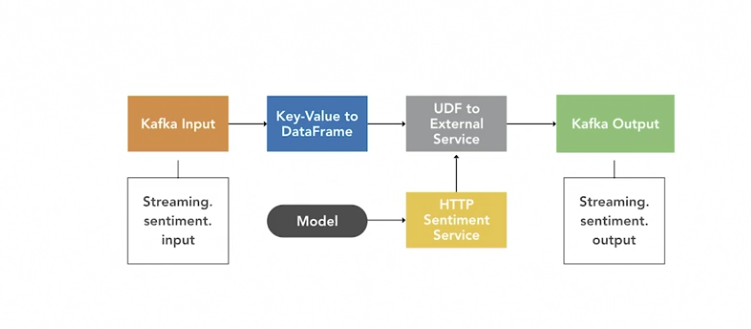 Kafka Input
Key-Value to
DataFrame
UDF to
External
Service
Kafka Output
Streaming.
sentiment.
input
Model
HTTP
Sentiment
Service
Streaming.
sentiment.
output